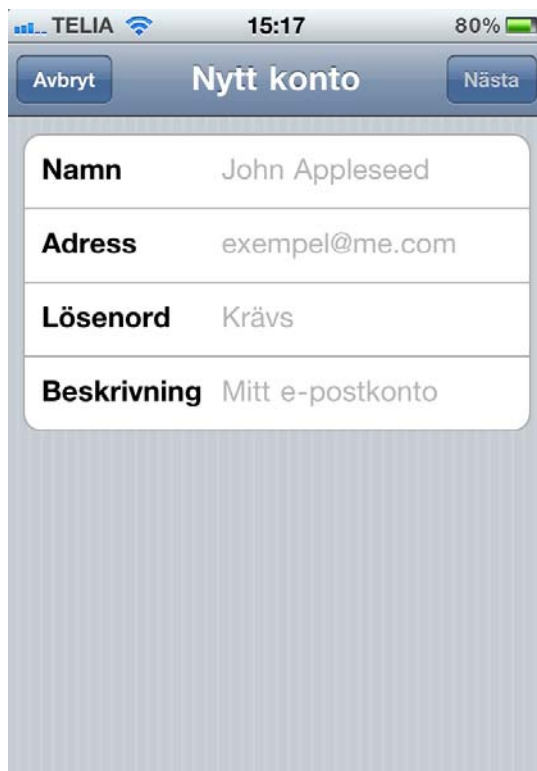 TELIA 15:17 80%
Avbryt Nytt konto Nästa
Namn John Appleseed
Adress exempel@me.com
Lösenord Krävs
Beskrivning Mitt e-postkonto